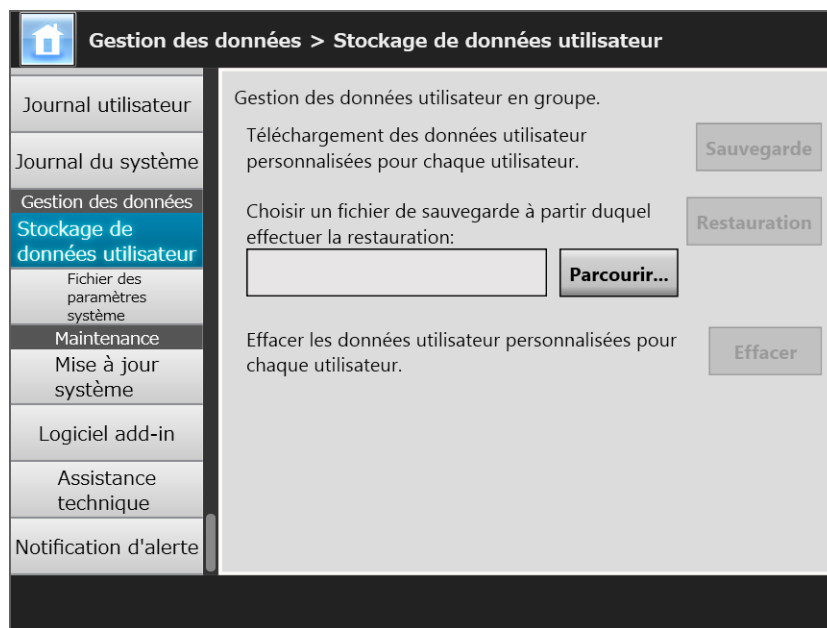 Gestion des données > Stockage de données utilisateur
Journal utilisateur
Journal du système
Gestion des données
Stockage de
données utilisateur
Fichier des
paramètres
système
Maintenance
Mise à jour
système
Logiciel add-in
Assistance
technique
Notification d'alerte
Gestion des données utilisateur en groupe.
Téléchargement des données utilisateur
personnalisées pour chaque utilisateur.
Sauvegarde
Choisir un fichier de sauvegarde à partir duquel
effectuer la restauration:
Restauration
Parcourir...
Effacer les données utilisateur personnalisées pour
chaque utilisateur.
Effacer